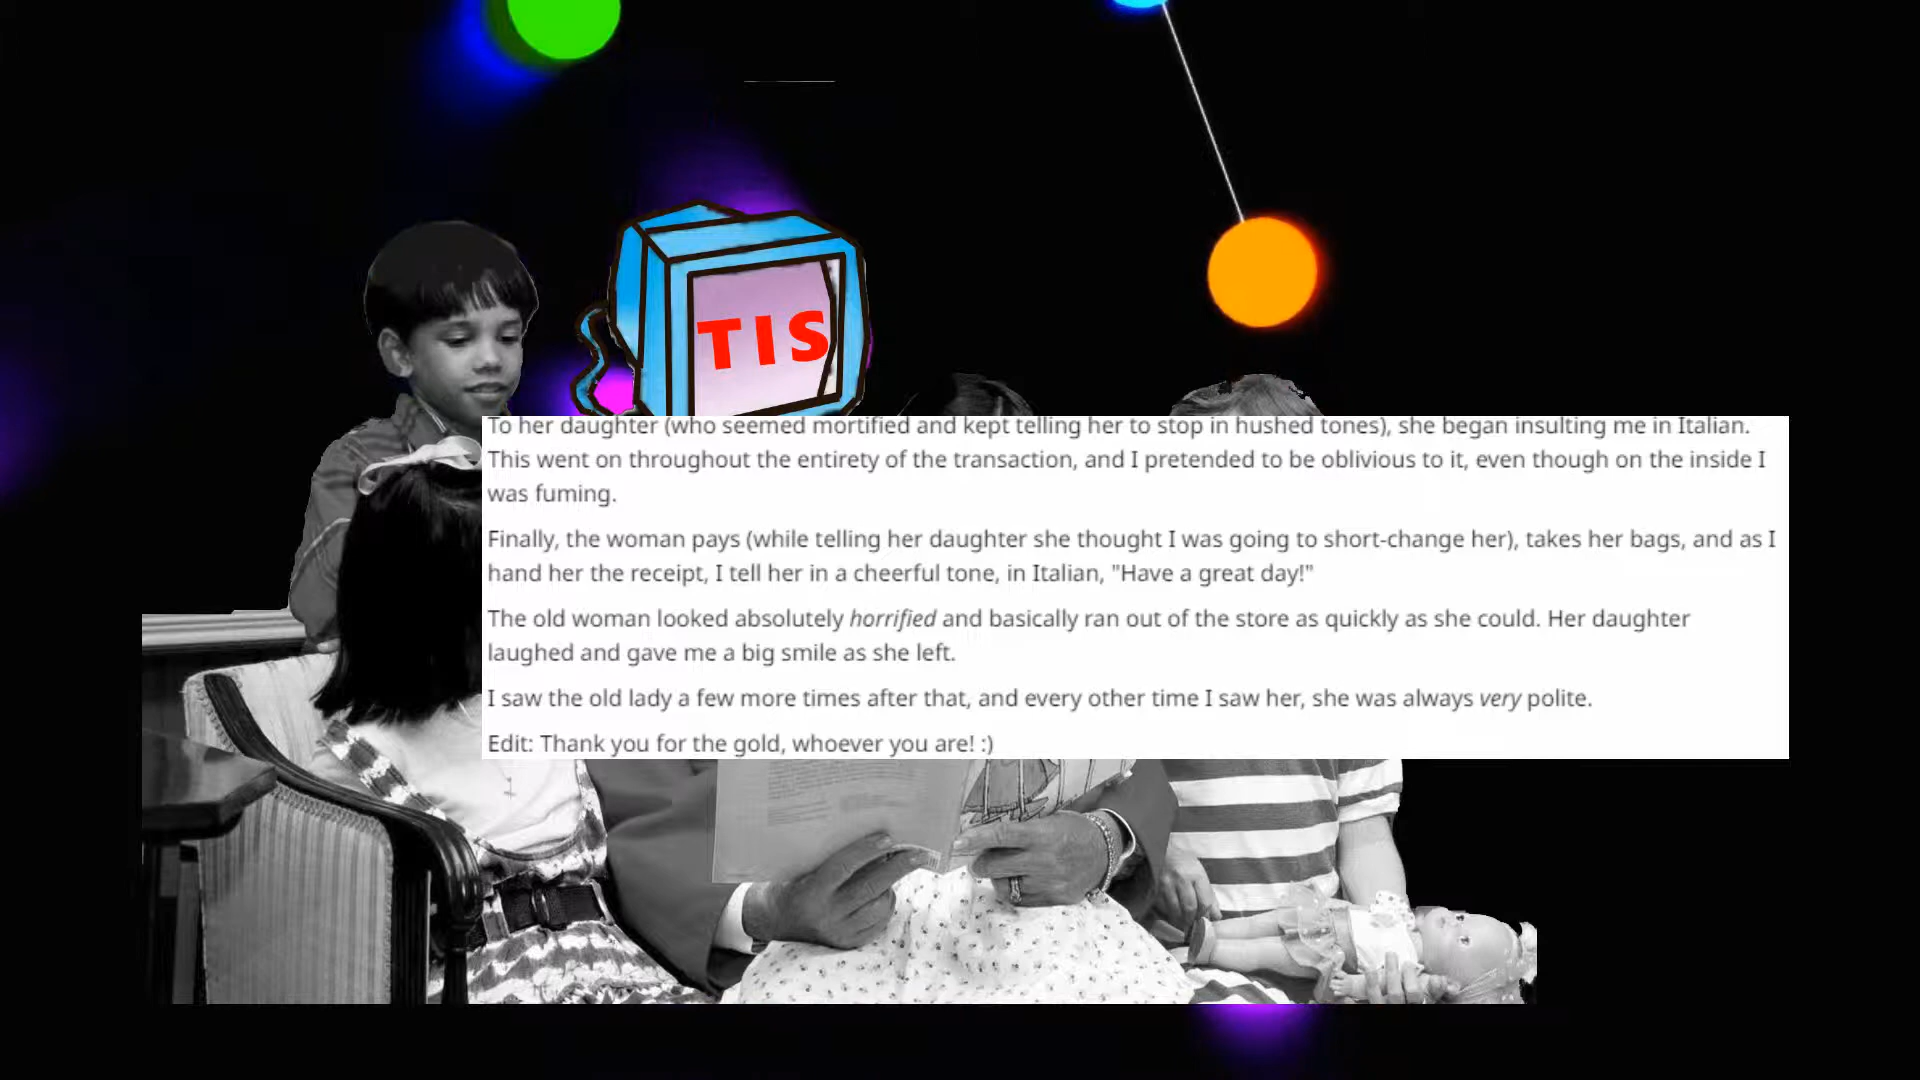 TIS
To her daughter (who seemed mortified and kept telling her to stop in hushed tones), she began insulting me in Italian.
This went on throughout the entirety of the transaction, and I pretended to be oblivious to it, even though on the inside I
was fuming.
Finally, the woman pays (while telling her daughter she thought I was going to short-change her), takes her bags, and as I
hand her the receipt, I tell her in a cheerful tone, in Italian, "Have a great day!"
The old woman looked absolutely horrified and basically ran out of the store as quickly as she could. Her daughter
laughed and gave me a big smile as she left.
I saw the old lady a few more times after that, and every other time I saw her, she was always very polite.
Edit: Thank you for the gold, whoever you are! :)